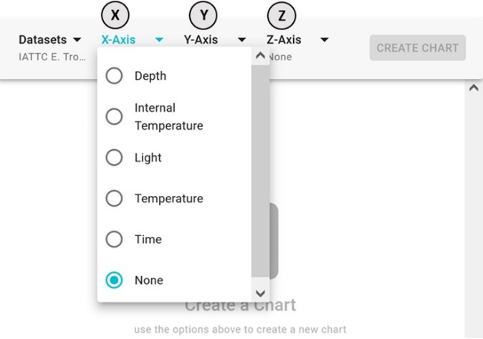 X Y Z
Datasets X-Axis Y-Axis Z-Axis CREATE CHART
IATTC E. Tro... None
Depth
Internal
Temperature
Light
Temperature
Time
None
Create a Chart
use the options above to create a new chart